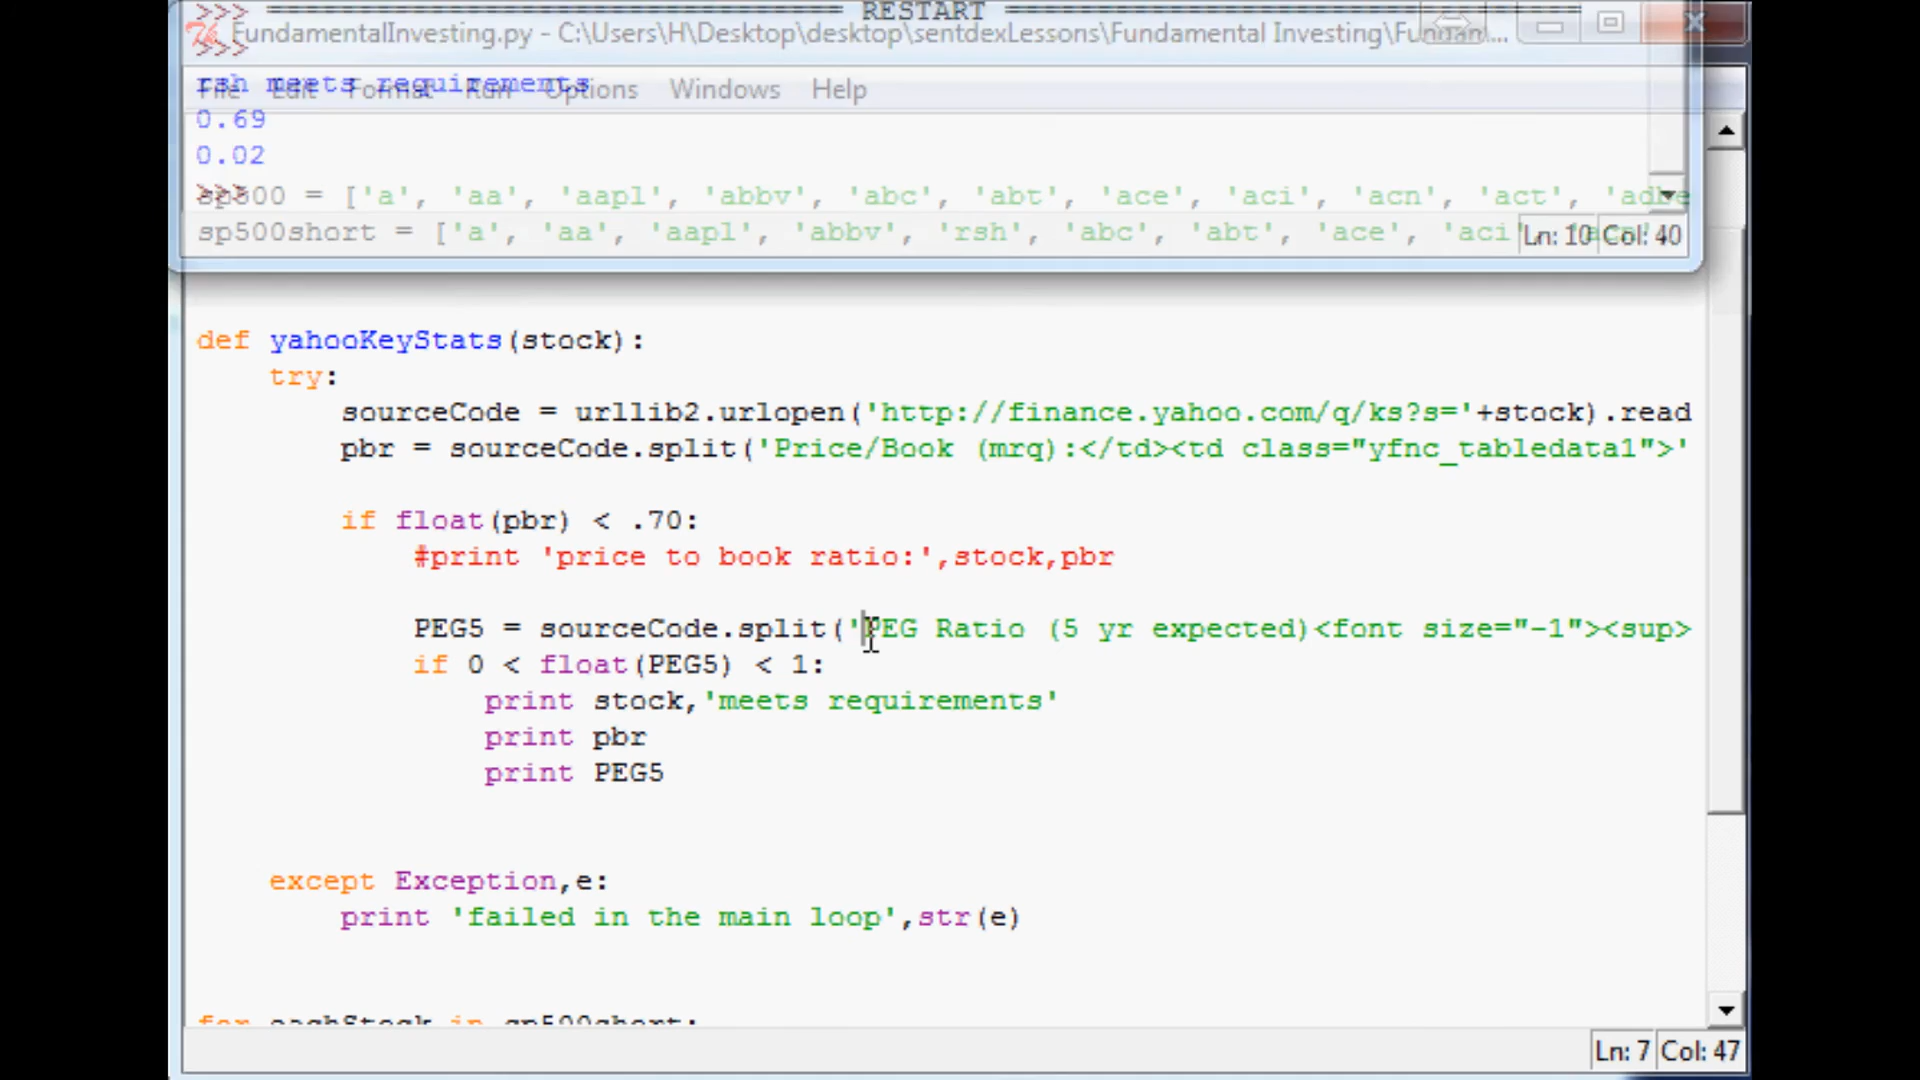 >>> ================================ RESTART ================================
FundamentalInvesting.py - C:\Users\H\Desktop\desktop\sentdexLessons\Fundamental Investing\Fundam...
>>>
rsh meets requirements
File Edit Format Run Options Windows Help
0.69
0.02
>>>
sp500 = ['a', 'aa', 'aapl', 'abbv', 'abc', 'abt', 'ace', 'aci', 'acn', 'act', 'adbe
sp500short = ['a', 'aa', 'aapl', 'abbv', 'rsh', 'abc', 'abt', 'ace', 'aci',
Ln: 10 Col: 40
def yahooKeyStats(stock):
    try:
        sourceCode = urllib2.urlopen('http://finance.yahoo.com/q/ks?s='+stock).read
        pbr = sourceCode.split('Price/Book (mrq):</td><td class="yfnc_tabledata1">'
        if float(pbr) < .70:
            #print 'price to book ratio:',stock,pbr
            PEG5 = sourceCode.split('PEG Ratio (5 yr expected)<font size="-1"><sup>
            if 0 < float(PEG5) < 1:
                print stock,'meets requirements'
                print pbr
                print PEG5
    except Exception,e:
        print 'failed in the main loop',str(e)
for eachStock in sp500short:
Ln: 7 Col: 47